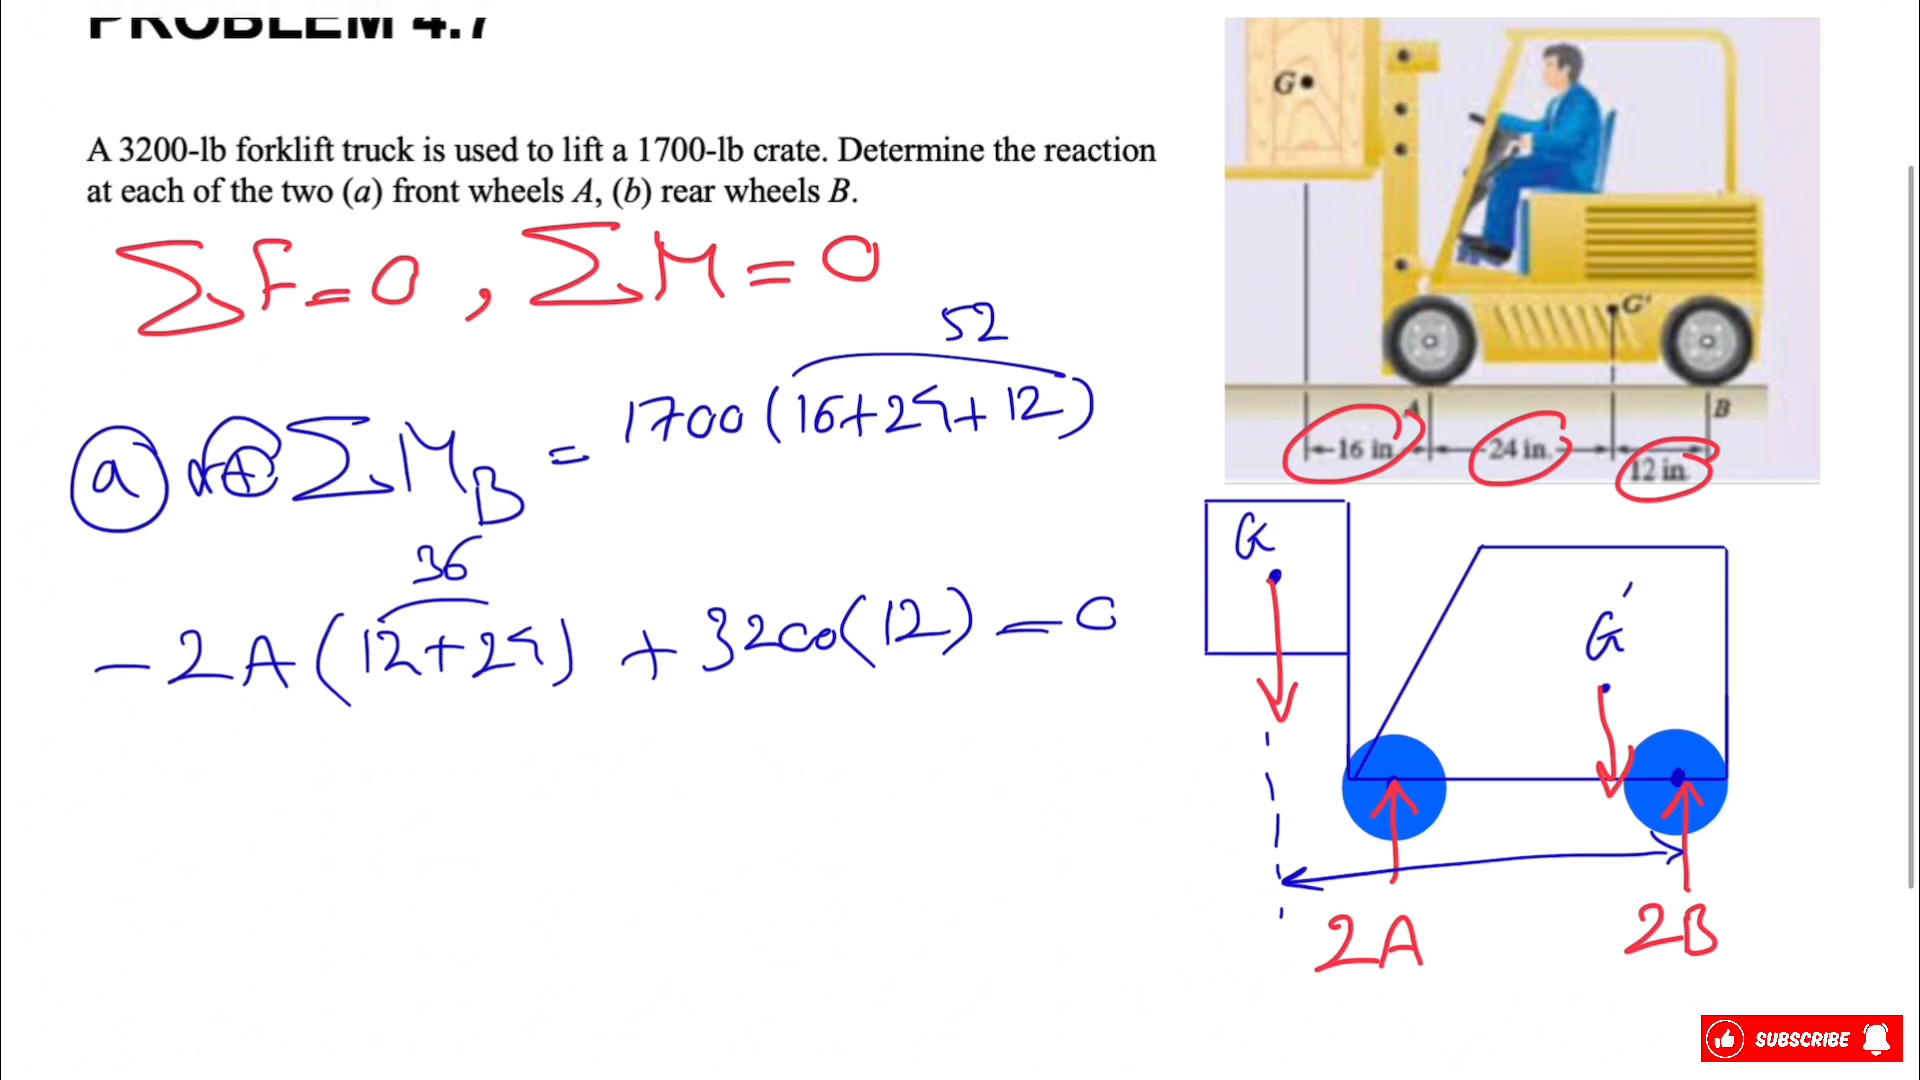 PROBLEM 4.7
A 3200-lb forklift truck is used to lift a 1700-lb crate. Determine the reaction
at each of the two (a) front wheels A, (b) rear wheels B.
ΣF=0, ΣM=0
52
a + ΣM_B = 1700(16+24+12)
36
-2A(12+24) + 3200(12)=0
G
G'
A
B
16 in.
24 in.
12 in.
G
G'
2A
2B
SUBSCRIBE